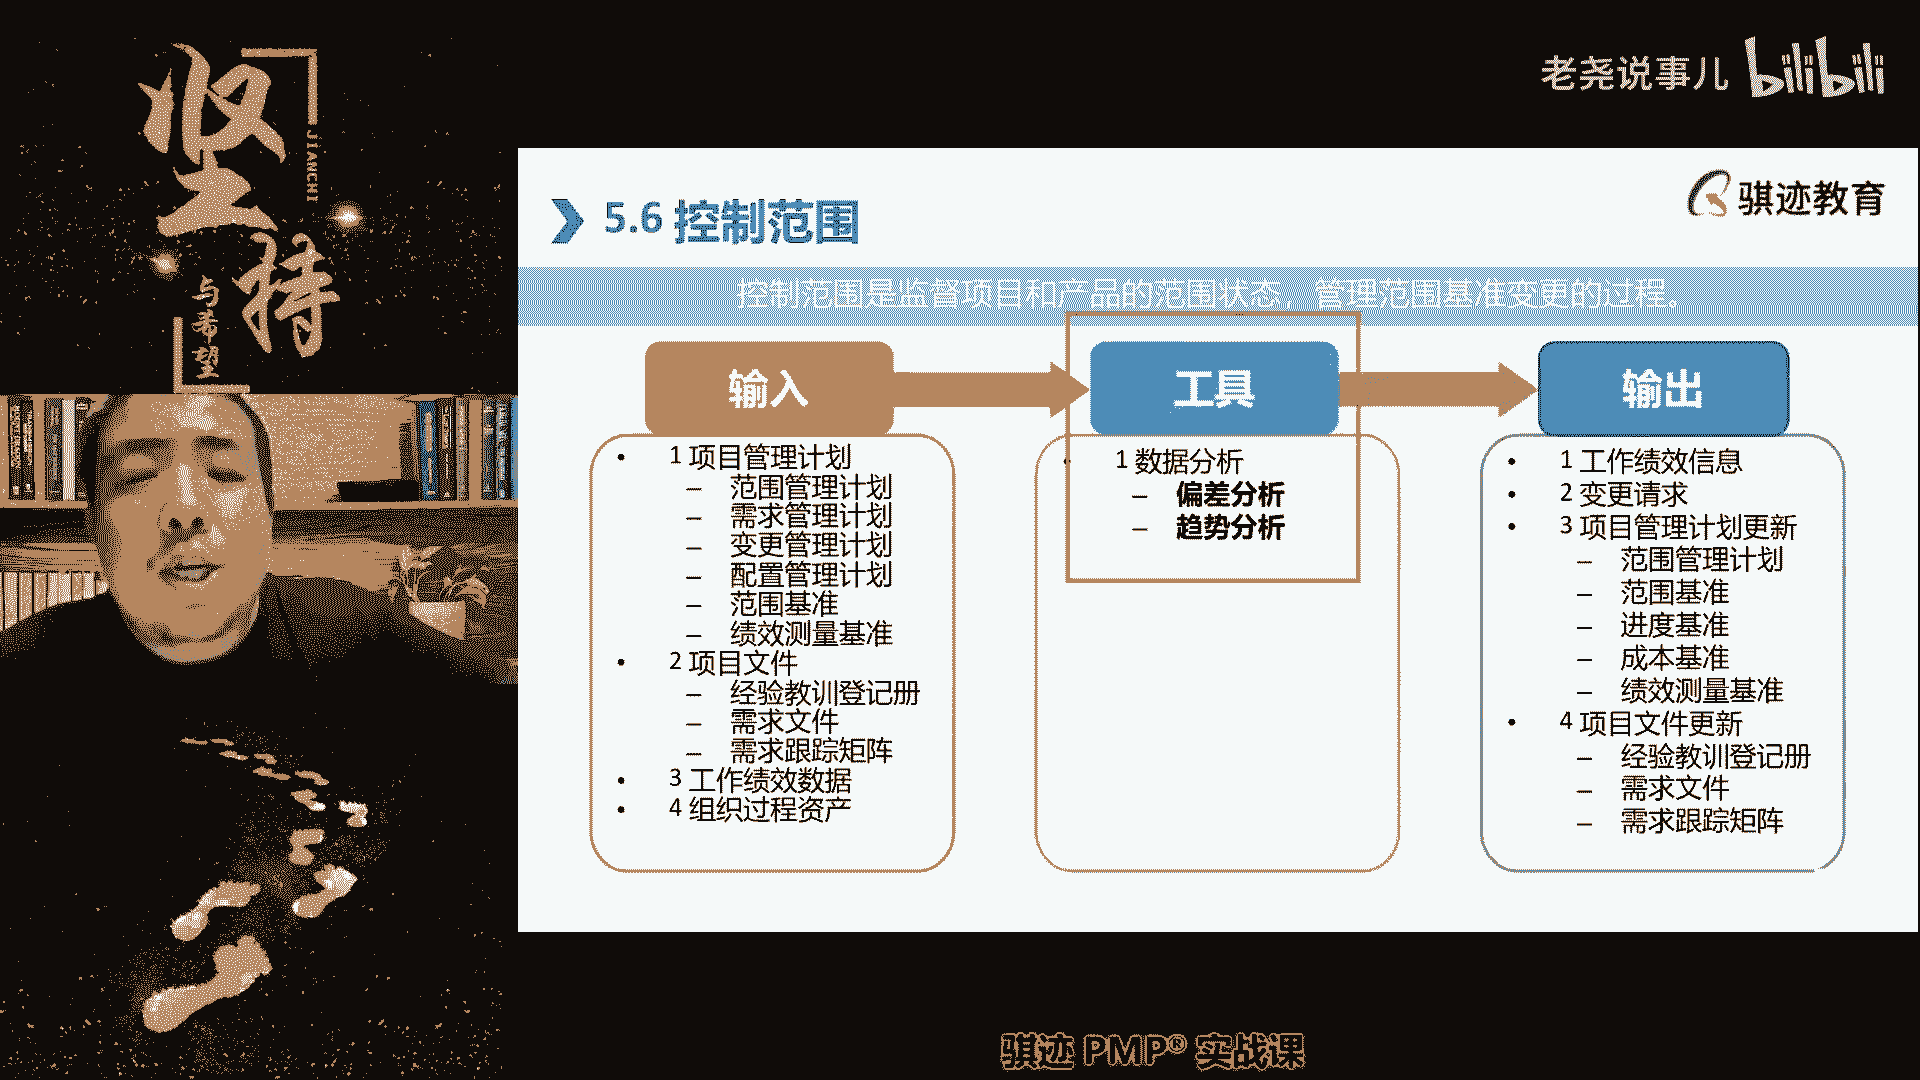 坚持
JIANCHI
与希望
老尧说事儿 bilibili
骐迹教育
5.6 控制范围
控制范围是监督项目和产品的范围状态，管理范围基准变更的过程。
输入
• 1 项目管理计划
– 范围管理计划
– 需求管理计划
– 变更管理计划
– 配置管理计划
– 范围基准
– 绩效测量基准
• 2 项目文件
– 经验教训登记册
– 需求文件
– 需求跟踪矩阵
• 3 工作绩效数据
• 4 组织过程资产
工具
• 1 数据分析
– 偏差分析
– 趋势分析
输出
• 1 工作绩效信息
• 2 变更请求
• 3 项目管理计划更新
– 范围管理计划
– 范围基准
– 进度基准
– 成本基准
– 绩效测量基准
• 4 项目文件更新
– 经验教训登记册
– 需求文件
– 需求跟踪矩阵
骐迹 PMP® 实战课